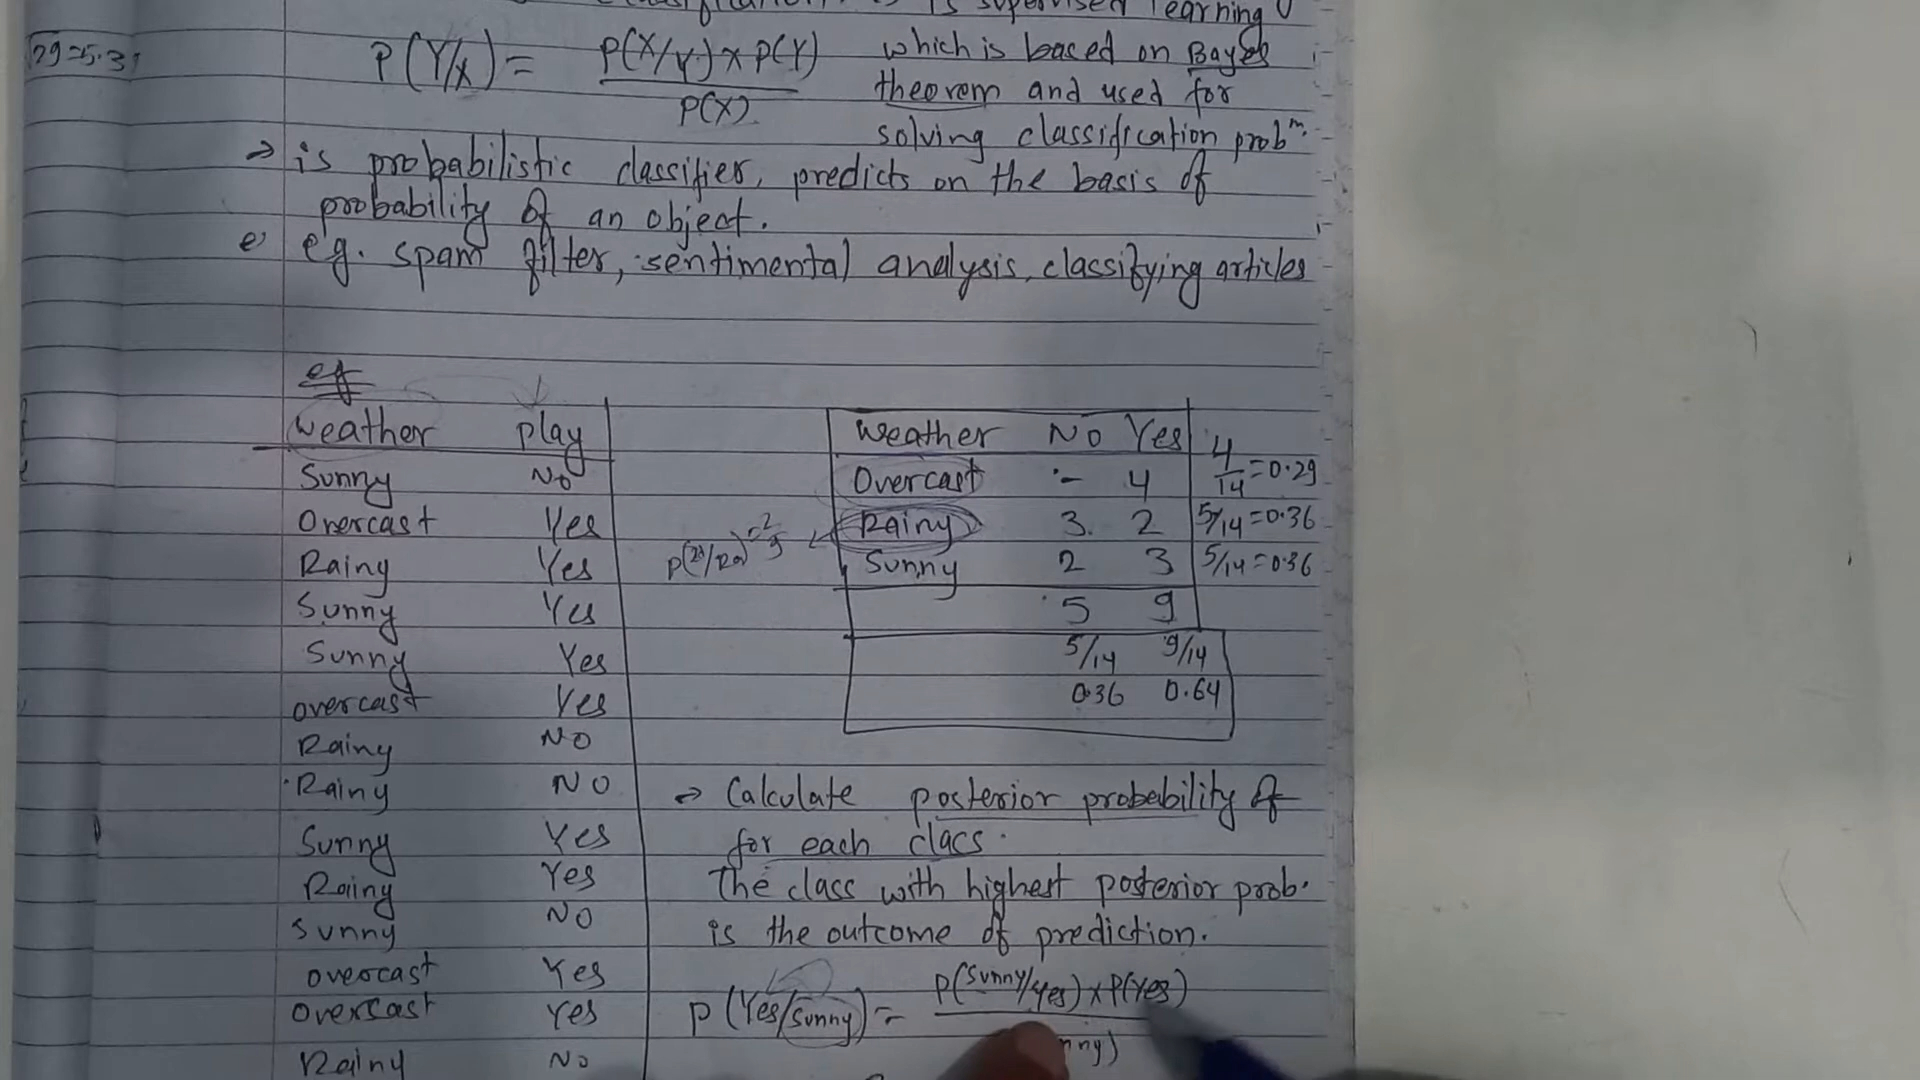 is supervised learning
29=5.3
P(Y/X) = P(X/Y) × P(Y)
P(X)
which is based on Bayes
theorem and used for
solving classification probm.
⇒ is probabilistic classifier, predicts on the basis of
probability of an object.
eg. spam filter, sentimental analysis, classifying articles
eg
Weather play
Sunny No
Overcast Yes
Rainy Yes
Sunny Yes
Sunny Yes
overcast Yes
Rainy NO
Rainy NO
Sunny Yes
Rainy Yes
Sunny NO
overcast Yes
Overcast Yes
Rainy No
Weather No Yes
Overcast - 4 4/14 = 0.29
Rainy 3 2 5/14 = 0.36
Sunny 2 3 5/14 = 0.36
5 9
5/14 9/14
0.36 0.64
⇒ Calculate posterior probability of
for each class.
The class with highest posterior prob.
is the outcome of prediction.
P(Yes/Sunny) = P(Sunny/Yes) × P(Yes)
nny)